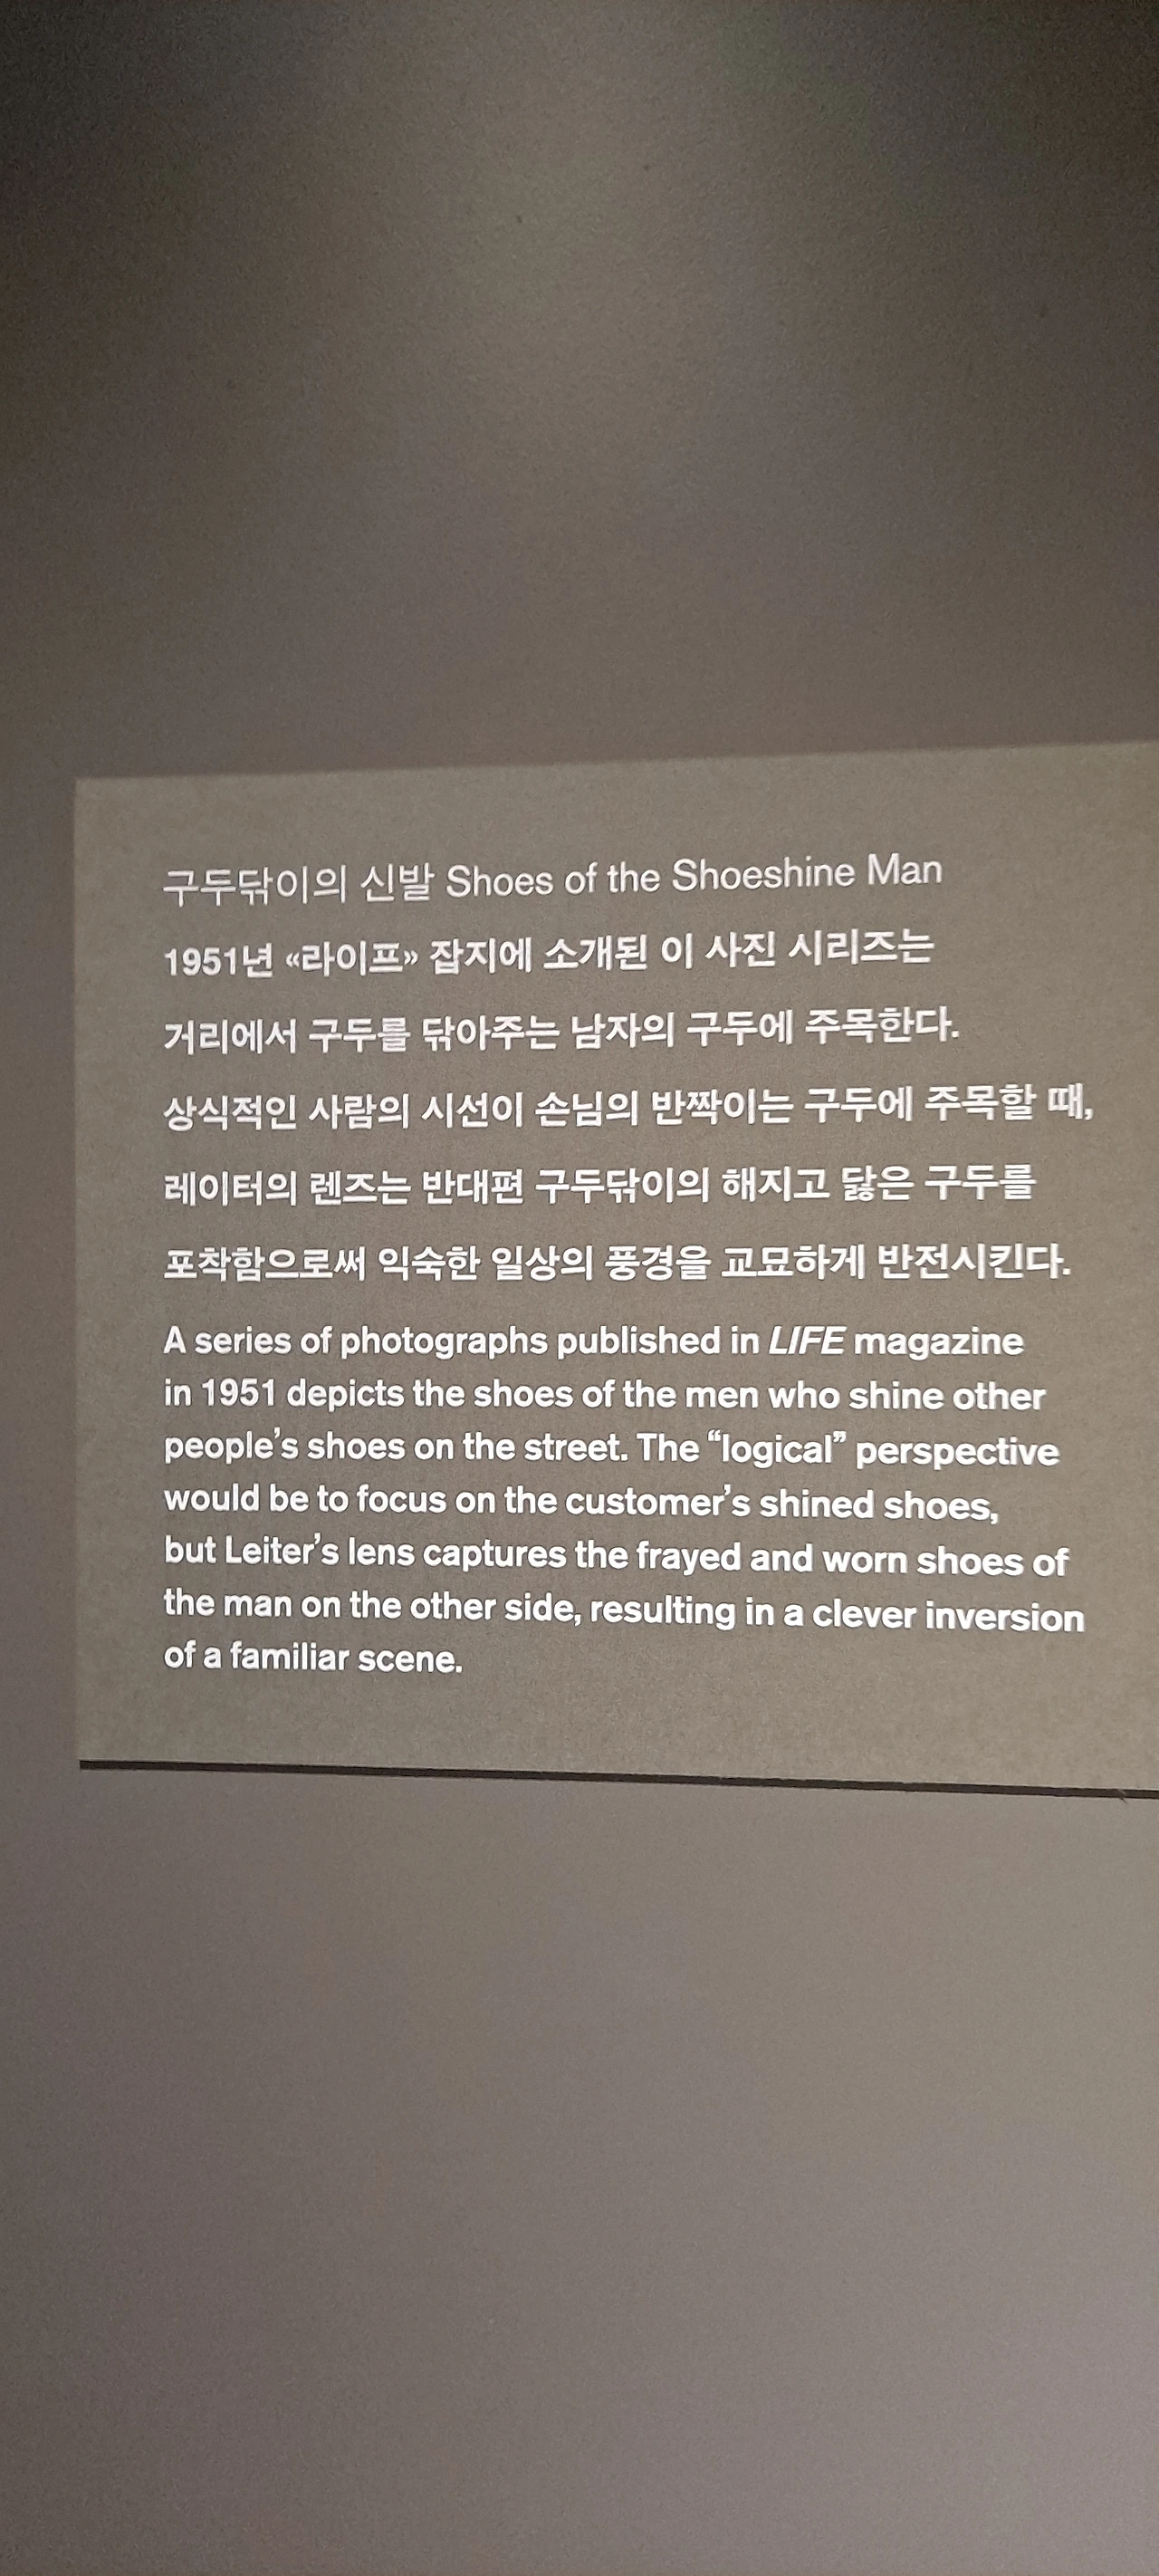 구두닦이의 신발 Shoes of the Shoeshine Man
1951년 «라이프» 잡지에 소개된 이 사진 시리즈는
거리에서 구두를 닦아주는 남자의 구두에 주목한다.
상식적인 사람의 시선이 손님의 반짝이는 구두에 주목할 때,
레이터의 렌즈는 반대편 구두닦이의 해지고 닳은 구두를
포착함으로써 익숙한 일상의 풍경을 교묘하게 반전시킨다.
A series of photographs published in LIFE magazine
in 1951 depicts the shoes of the men who shine other
people’s shoes on the street. The “logical” perspective
would be to focus on the customer’s shined shoes,
but Leiter’s lens captures the frayed and worn shoes of
the man on the other side, resulting in a clever inversion
of a familiar scene.